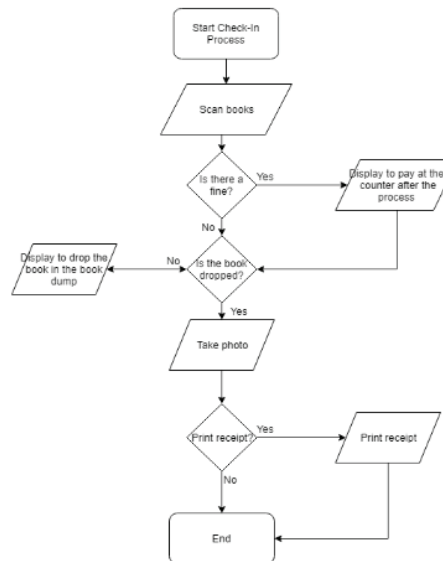 Start Check-In
Process
Scan books
Is there a
fine?
Yes
Display to pay at the
counter after the
process
No
Is the book
dropped?
No
Display to drop the
book in the book
dump
Yes
Take photo
Print receipt?
Yes
Print receipt
No
End